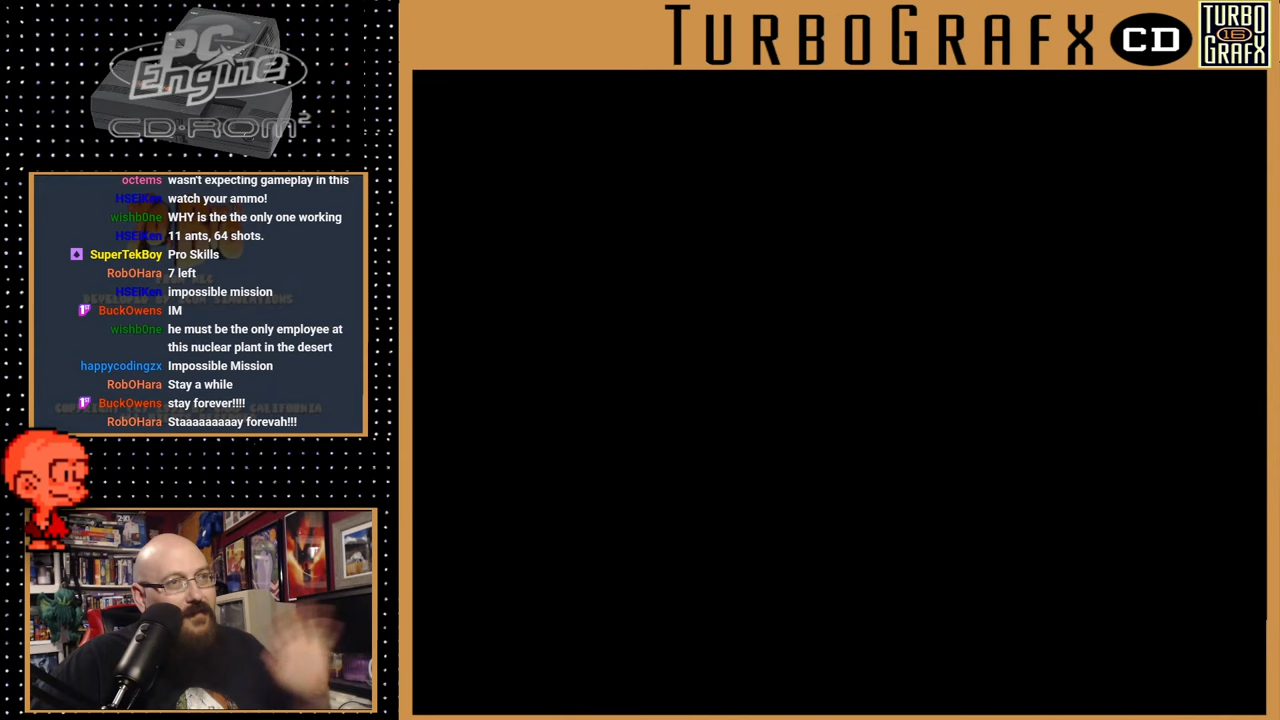 PC
Engine
CD-ROM²
TURBOGRAFX CD
TURBO
16
GRAFX
octems wasn't expecting gameplay in this
HSEiKen watch your ammo!
wishb0ne WHY is the the only one working
HSEiKen 11 ants, 64 shots.
SuperTekBoy Pro Skills
RobOHara 7 left
HSEiKen impossible mission
BuckOwens IM
wishb0ne he must be the only employee at
this nuclear plant in the desert
happycodingzx Impossible Mission
RobOHara Stay a while
BuckOwens stay forever!!!!
RobOHara Staaaaaaaaay forevah!!!